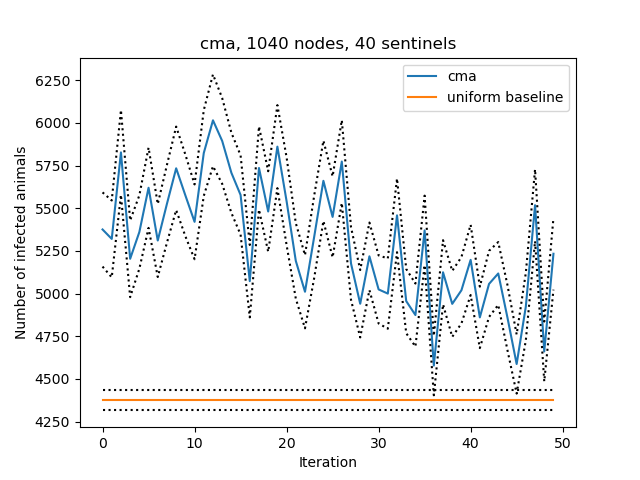 cma, 1040 nodes, 40 sentinels
cma
uniform baseline
Number of infected animals
6250
6000
5750
5500
5250
5000
4750
4500
4250
0 10 20 30 40 50
Iteration